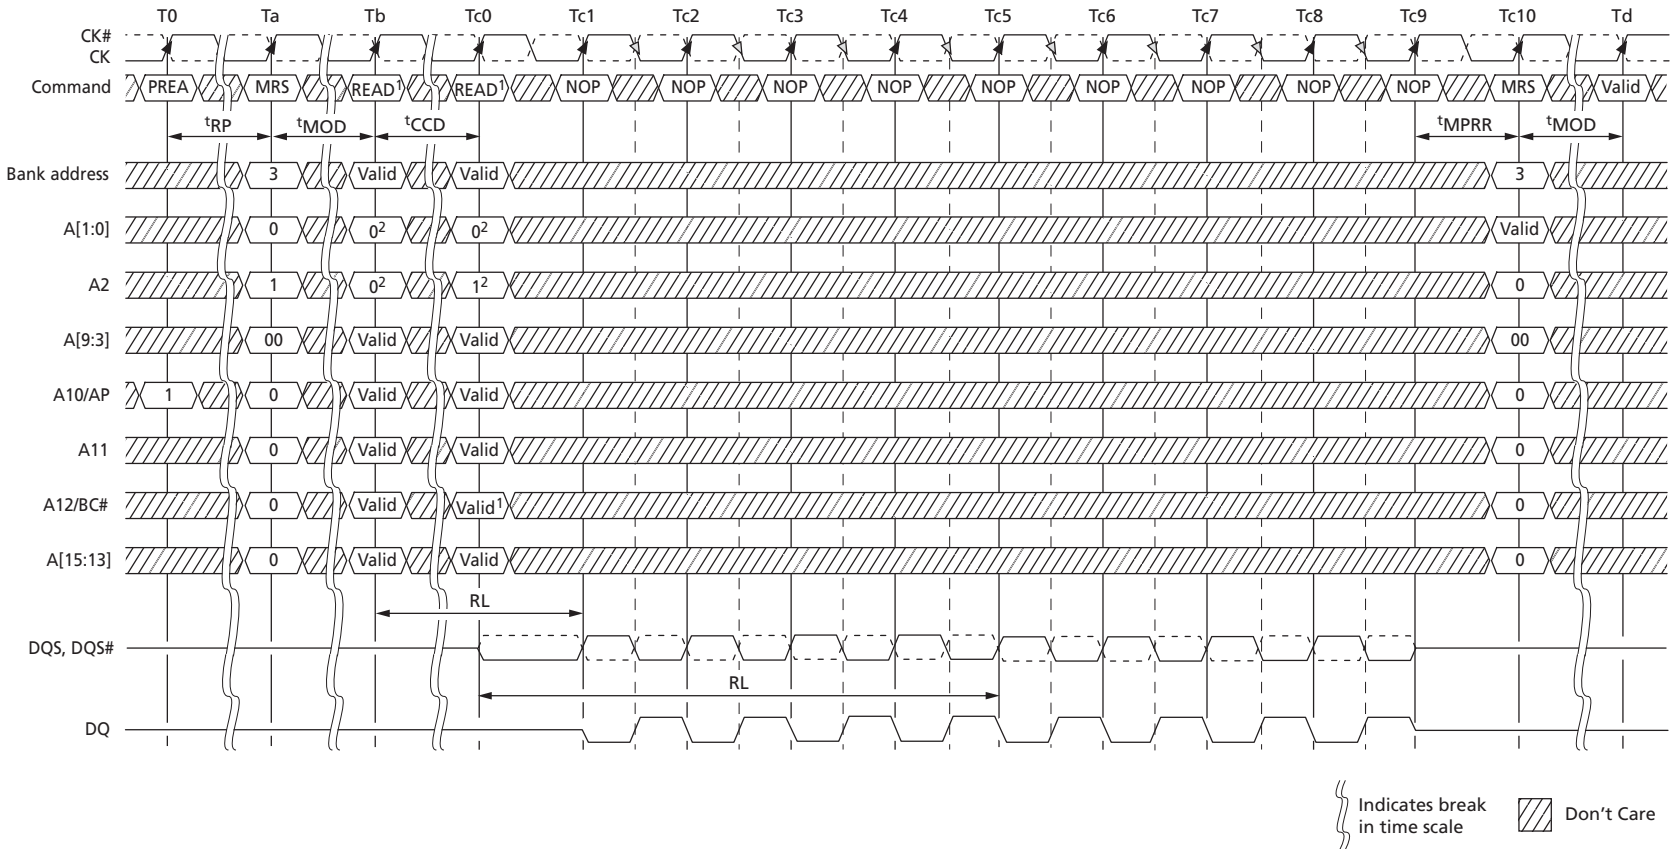 T0 Ta Tb Tc0 Tc1 Tc2 Tc3 Tc4 Tc5 Tc6 Tc7 Tc8 Tc9 Tc10 Td
CK#
CK
Command PREA MRS READ¹ READ¹ NOP NOP NOP NOP NOP NOP NOP NOP NOP MRS Valid
ᵗRP ᵗMOD ᵗCCD ᵗMPRR ᵗMOD
Bank address 3 Valid Valid 3
A[1:0] 0 0² 0² Valid
A2 1 0² 1² 0
A[9:3] 00 Valid Valid 00
A10/AP 1 0 Valid Valid 0
A11 0 Valid Valid 0
A12/BC# 0 Valid Valid¹ 0
A[15:13] 0 Valid Valid 0
RL
DQS, DQS#
RL
DQ
Indicates break
in time scale
Don't Care